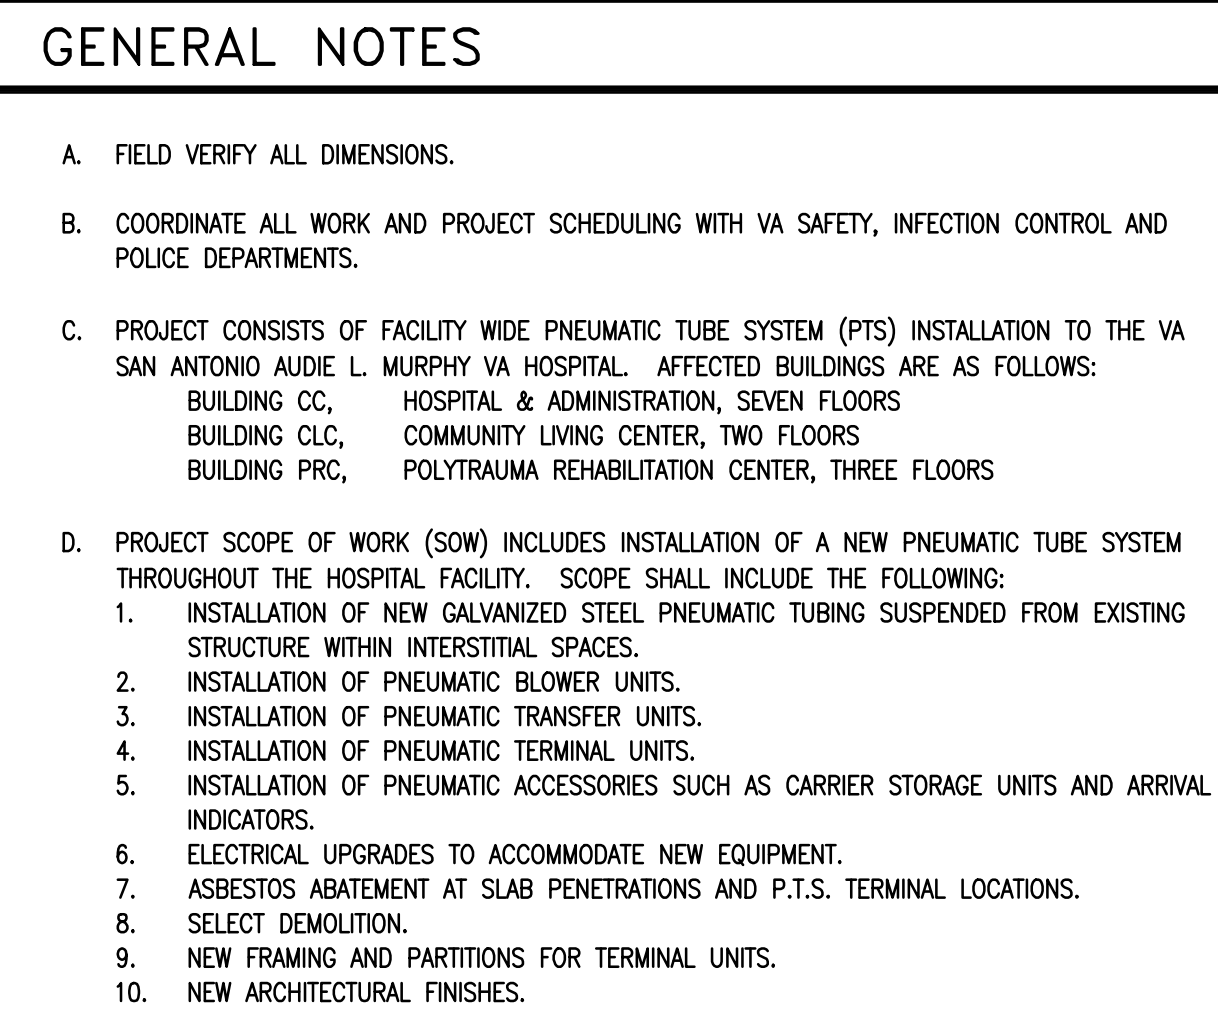 GENERAL NOTES
A. FIELD VERIFY ALL DIMENSIONS.
B. COORDINATE ALL WORK AND PROJECT SCHEDULING WITH VA SAFETY, INFECTION CONTROL AND
POLICE DEPARTMENTS.
C. PROJECT CONSISTS OF FACILITY WIDE PNEUMATIC TUBE SYSTEM (PTS) INSTALLATION TO THE VA
SAN ANTONIO AUDIE L. MURPHY VA HOSPITAL. AFFECTED BUILDINGS ARE AS FOLLOWS:
BUILDING CC, HOSPITAL & ADMINISTRATION, SEVEN FLOORS
BUILDING CLC, COMMUNITY LIVING CENTER, TWO FLOORS
BUILDING PRC, POLYTRAUMA REHABILITATION CENTER, THREE FLOORS
D. PROJECT SCOPE OF WORK (SOW) INCLUDES INSTALLATION OF A NEW PNEUMATIC TUBE SYSTEM
THROUGHOUT THE HOSPITAL FACILITY. SCOPE SHALL INCLUDE THE FOLLOWING:
1. INSTALLATION OF NEW GALVANIZED STEEL PNEUMATIC TUBING SUSPENDED FROM EXISTING
STRUCTURE WITHIN INTERSTITIAL SPACES.
2. INSTALLATION OF PNEUMATIC BLOWER UNITS.
3. INSTALLATION OF PNEUMATIC TRANSFER UNITS.
4. INSTALLATION OF PNEUMATIC TERMINAL UNITS.
5. INSTALLATION OF PNEUMATIC ACCESSORIES SUCH AS CARRIER STORAGE UNITS AND ARRIVAL
INDICATORS.
6. ELECTRICAL UPGRADES TO ACCOMMODATE NEW EQUIPMENT.
7. ASBESTOS ABATEMENT AT SLAB PENETRATIONS AND P.T.S. TERMINAL LOCATIONS.
8. SELECT DEMOLITION.
9. NEW FRAMING AND PARTITIONS FOR TERMINAL UNITS.
10. NEW ARCHITECTURAL FINISHES.